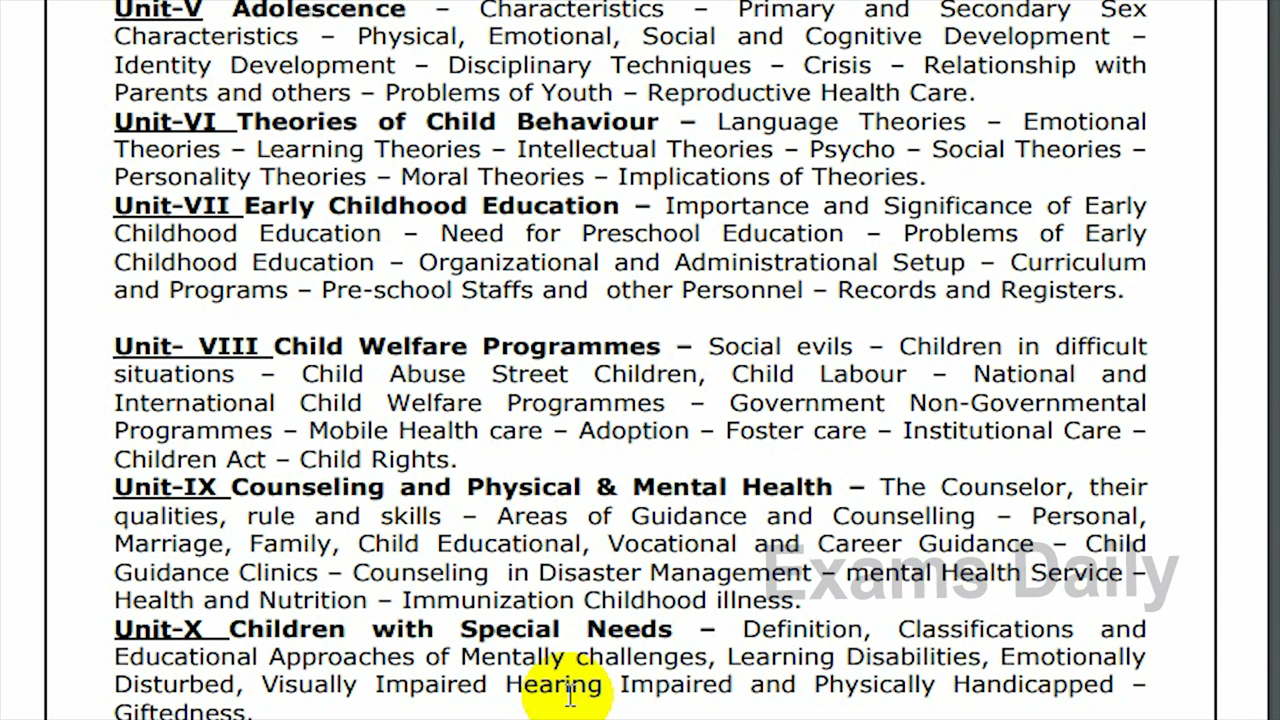 Unit-V Adolescence – Characteristics – Primary and Secondary Sex
Characteristics – Physical, Emotional, Social and Cognitive Development –
Identity Development – Disciplinary Techniques – Crisis – Relationship with
Parents and others – Problems of Youth – Reproductive Health Care.
Unit-VI Theories of Child Behaviour – Language Theories – Emotional
Theories – Learning Theories – Intellectual Theories – Psycho – Social Theories –
Personality Theories – Moral Theories – Implications of Theories.
Unit-VII Early Childhood Education – Importance and Significance of Early
Childhood Education – Need for Preschool Education – Problems of Early
Childhood Education – Organizational and Administrational Setup – Curriculum
and Programs – Pre-school Staffs and other Personnel – Records and Registers.
Unit- VIII Child Welfare Programmes – Social evils – Children in difficult
situations – Child Abuse Street Children, Child Labour – National and
International Child Welfare Programmes – Government Non-Governmental
Programmes – Mobile Health care – Adoption – Foster care – Institutional Care –
Children Act – Child Rights.
Unit-IX Counseling and Physical & Mental Health – The Counselor, their
qualities, rule and skills – Areas of Guidance and Counselling – Personal,
Marriage, Family, Child Educational, Vocational and Career Guidance – Child
Guidance Clinics – Counseling in Disaster Management – mental Health Service –
Health and Nutrition – Immunization Childhood illness.
Exams Daily
Unit-X Children with Special Needs – Definition, Classifications and
Educational Approaches of Mentally challenges, Learning Disabilities, Emotionally
Disturbed, Visually Impaired Hearing Impaired and Physically Handicapped –
Giftedness.